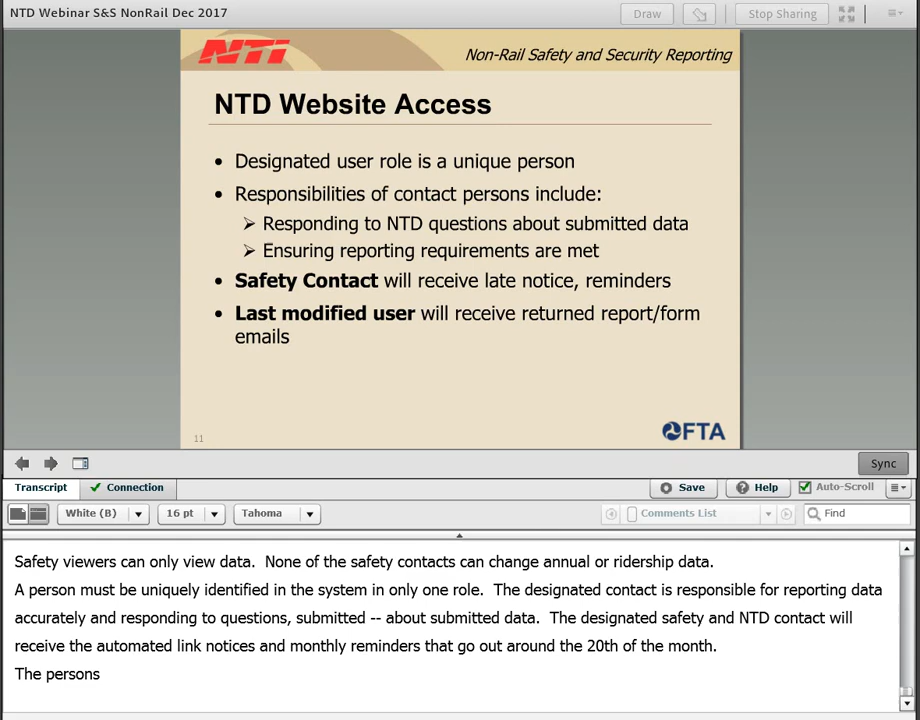 NTD Webinar S&S NonRail Dec 2017
Draw
Stop Sharing
NTI
Non-Rail Safety and Security Reporting
NTD Website Access
• Designated user role is a unique person
• Responsibilities of contact persons include:
➢ Responding to NTD questions about submitted data
➢ Ensuring reporting requirements are met
• Safety Contact will receive late notice, reminders
• Last modified user will receive returned report/form
emails
11
FTA
Sync
Transcript
Connection
Save
Help
Auto-Scroll
White (B)
16 pt
Tahoma
Comments List
Find
Safety viewers can only view data.  None of the safety contacts can change annual or ridership data.
A person must be uniquely identified in the system in only one role.  The designated contact is responsible for reporting data
accurately and responding to questions, submitted -- about submitted data.  The designated safety and NTD contact will
receive the automated link notices and monthly reminders that go out around the 20th of the month.
The persons